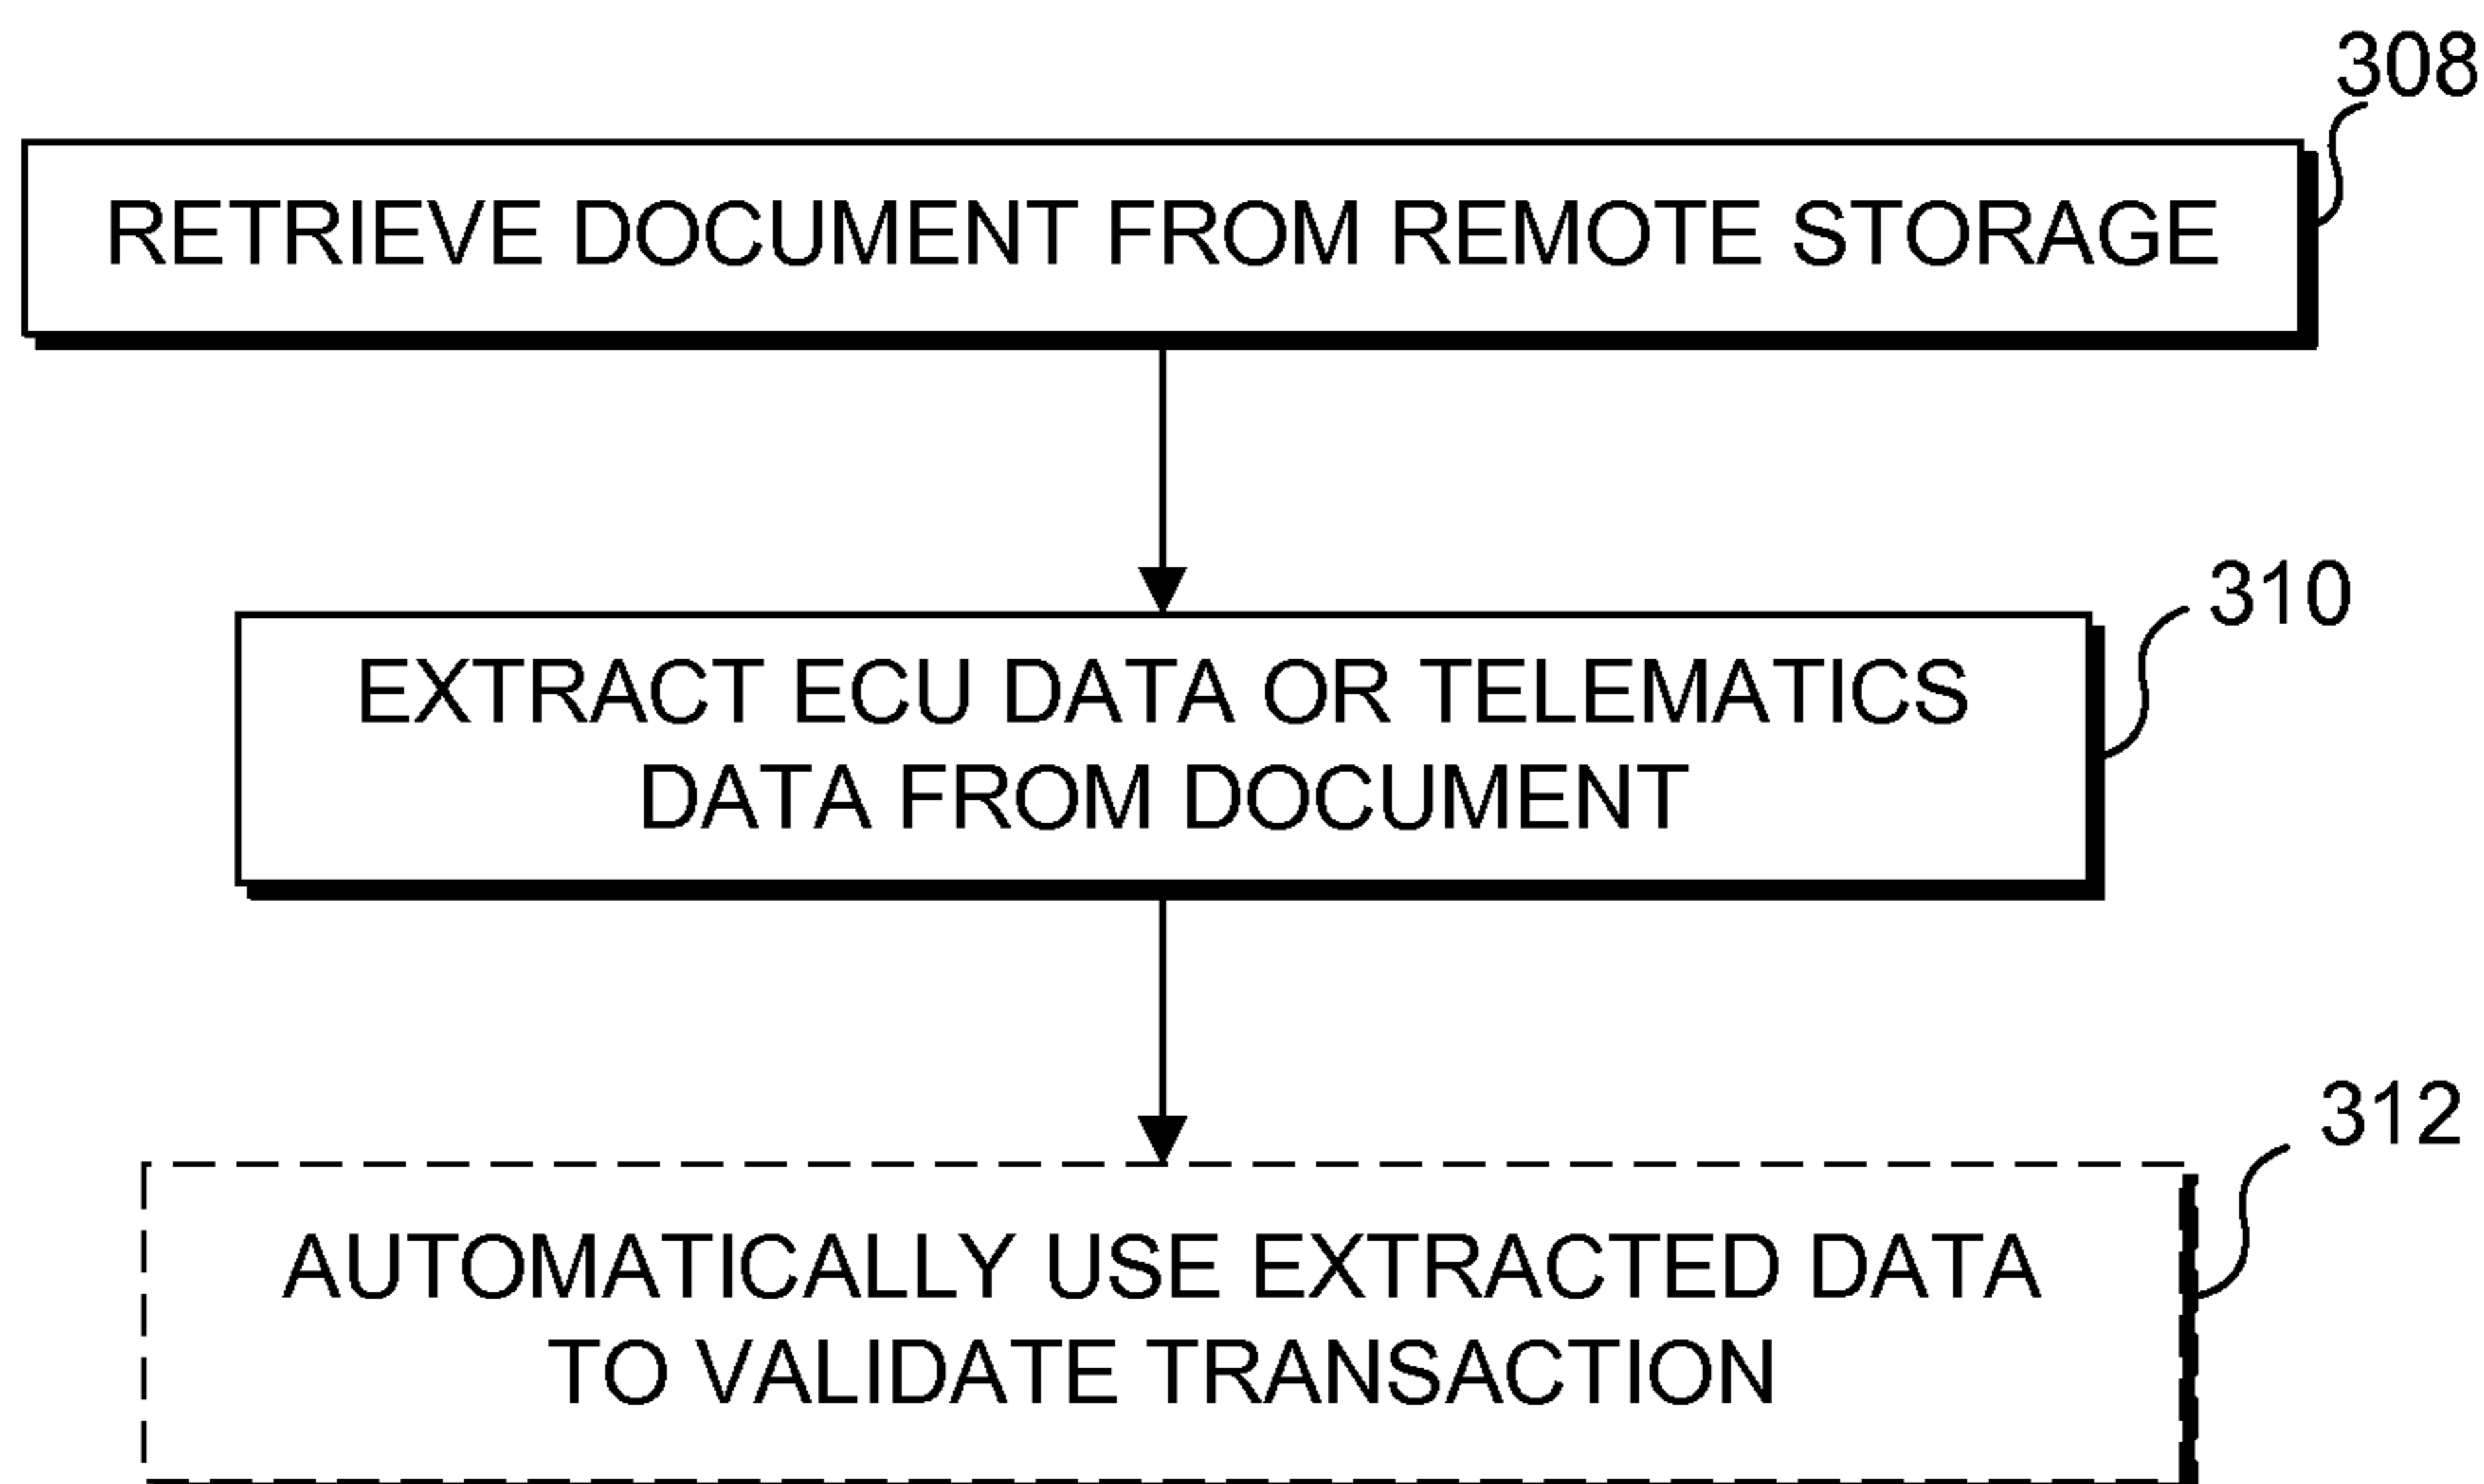 308
RETRIEVE DOCUMENT FROM REMOTE STORAGE
310
EXTRACT ECU DATA OR TELEMATICS
DATA FROM DOCUMENT
312
AUTOMATICALLY USE EXTRACTED DATA
TO VALIDATE TRANSACTION